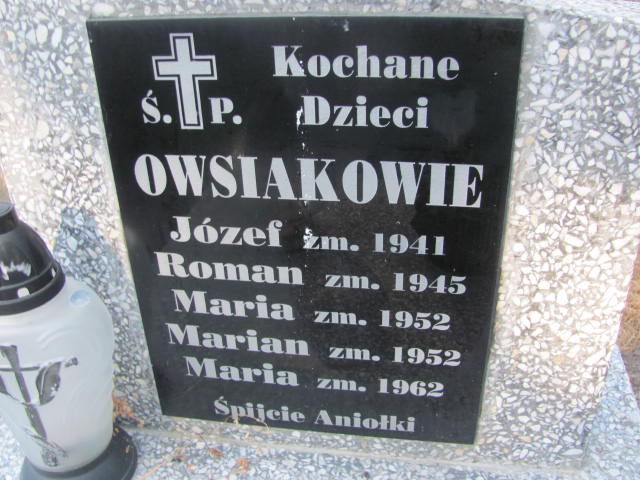 Kochane
Ś. P. Dzieci
OWSIAKOWIE
Józef zm. 1941
Roman zm. 1945
Maria zm. 1952
Marian zm. 1952
Maria zm. 1962
Śpijcie Aniołki